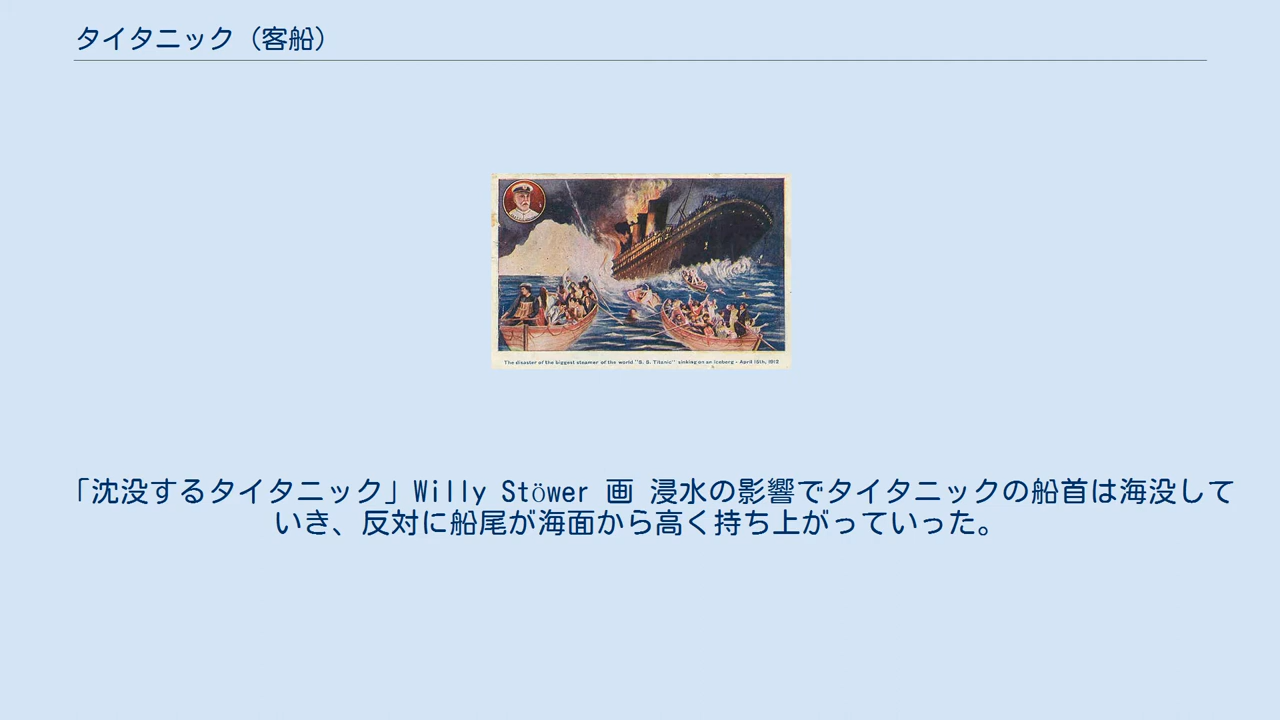 タイタニック（客船）
The disaster of the biggest steamer of the world "S. S. Titanic" sinking on an iceberg - April 15th, 1912
「沈没するタイタニック」Willy Stöwer 画 浸水の影響でタイタニックの船首は海没して
いき、反対に船尾が海面から高く持ち上がっていった。